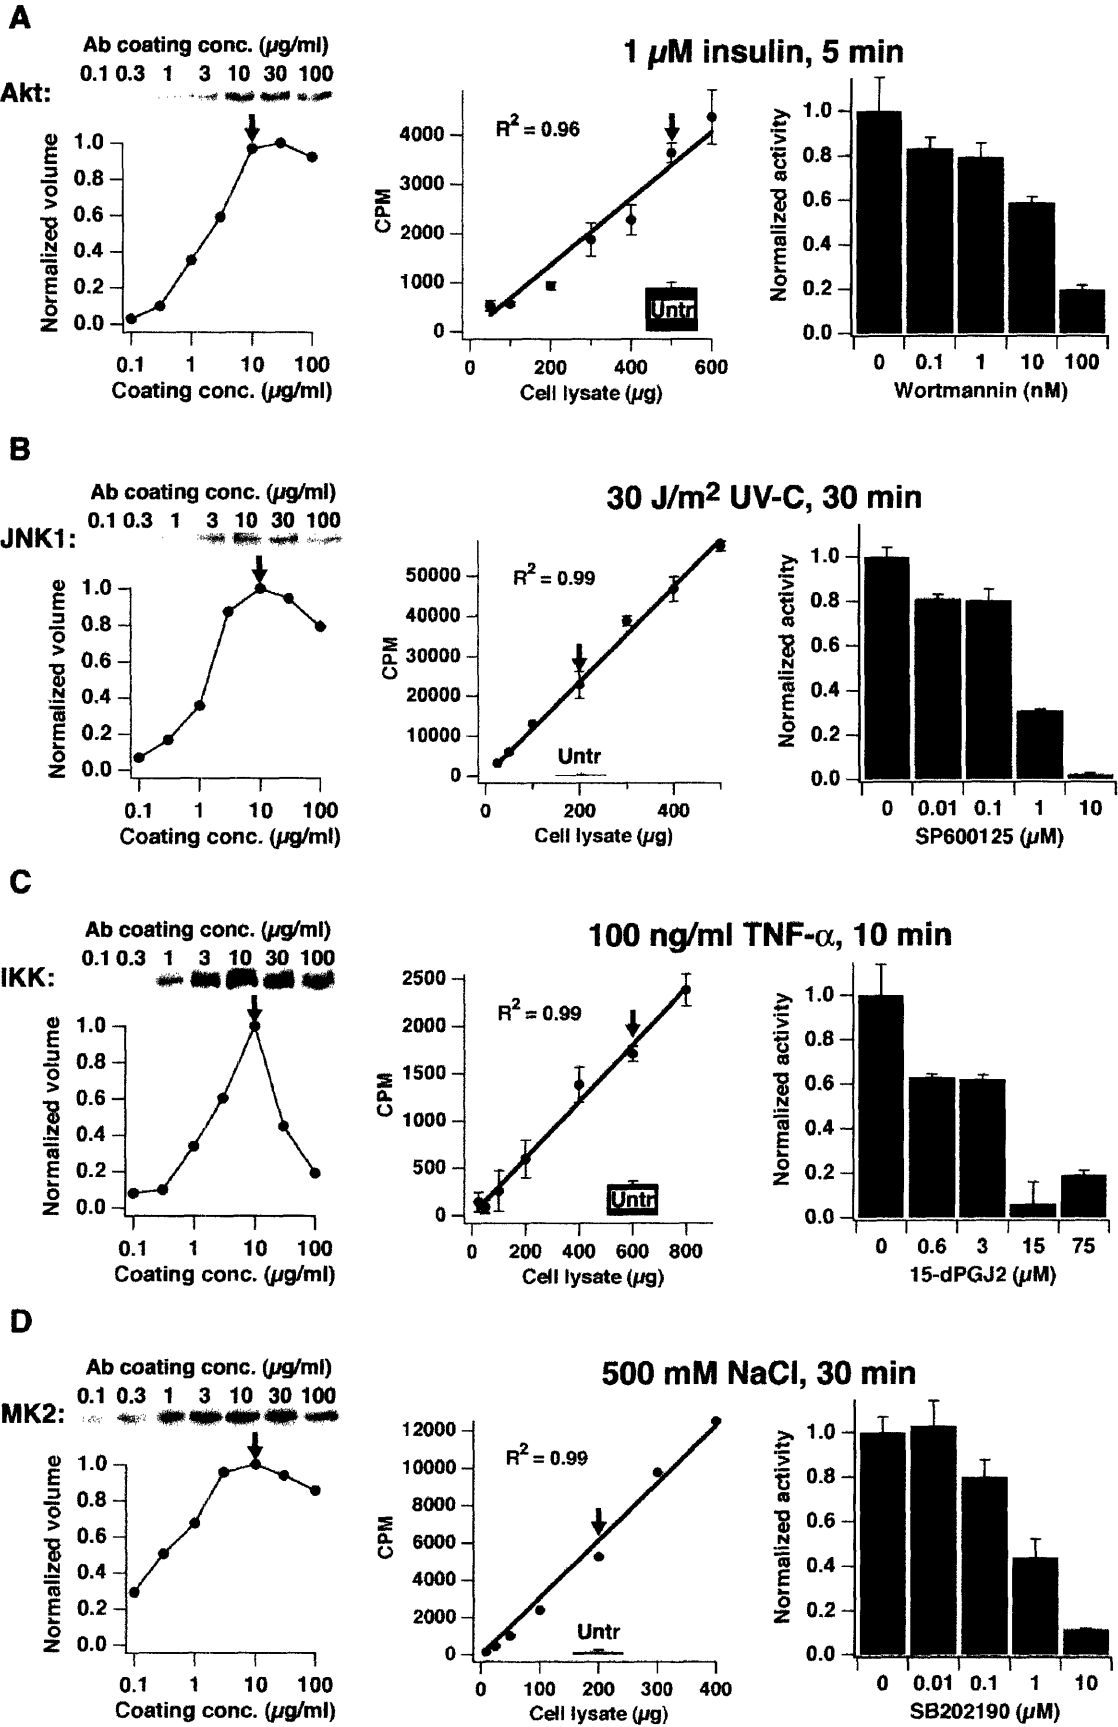 A
Ab coating conc. (µg/ml)
0.1 0.3 1 3 10 30 100
Akt:
Normalized volume
1.0
0.8
0.6
0.4
0.2
0.0
0.1 1 10 100
Coating conc. (µg/ml)
1 µM insulin, 5 min
R² = 0.96
CPM
4000
3000
2000
1000
0
Untr
0 200 400 600
Cell lysate (µg)
Normalized activity
1.0
0.8
0.6
0.4
0.2
0.0
0 0.1 1 10 100
Wortmannin (nM)
B
Ab coating conc. (µg/ml)
0.1 0.3 1 3 10 30 100
JNK1:
Normalized volume
1.0
0.8
0.6
0.4
0.2
0.0
0.1 1 10 100
Coating conc. (µg/ml)
30 J/m² UV-C, 30 min
R² = 0.99
CPM
50000
40000
30000
20000
10000
0
Untr
0 200 400
Cell lysate (µg)
Normalized activity
1.0
0.8
0.6
0.4
0.2
0.0
0 0.01 0.1 1 10
SP600125 (µM)
C
Ab coating conc. (µg/ml)
0.1 0.3 1 3 10 30 100
IKK:
Normalized volume
1.0
0.8
0.6
0.4
0.2
0.0
0.1 1 10 100
Coating conc. (µg/ml)
100 ng/ml TNF-α, 10 min
R² = 0.99
CPM
2500
2000
1500
1000
500
0
Untr
0 200 400 600 800
Cell lysate (µg)
Normalized activity
1.0
0.8
0.6
0.4
0.2
0.0
0 0.6 3 15 75
15-dPGJ2 (µM)
D
Ab coating conc. (µg/ml)
0.1 0.3 1 3 10 30 100
MK2:
Normalized volume
1.0
0.8
0.6
0.4
0.2
0.0
0.1 1 10 100
Coating conc. (µg/ml)
500 mM NaCl, 30 min
R² = 0.99
CPM
12000
10000
8000
6000
4000
2000
0
Untr
0 100 200 300 400
Cell lysate (µg)
Normalized activity
1.0
0.8
0.6
0.4
0.2
0.0
0 0.01 0.1 1 10
SB202190 (µM)